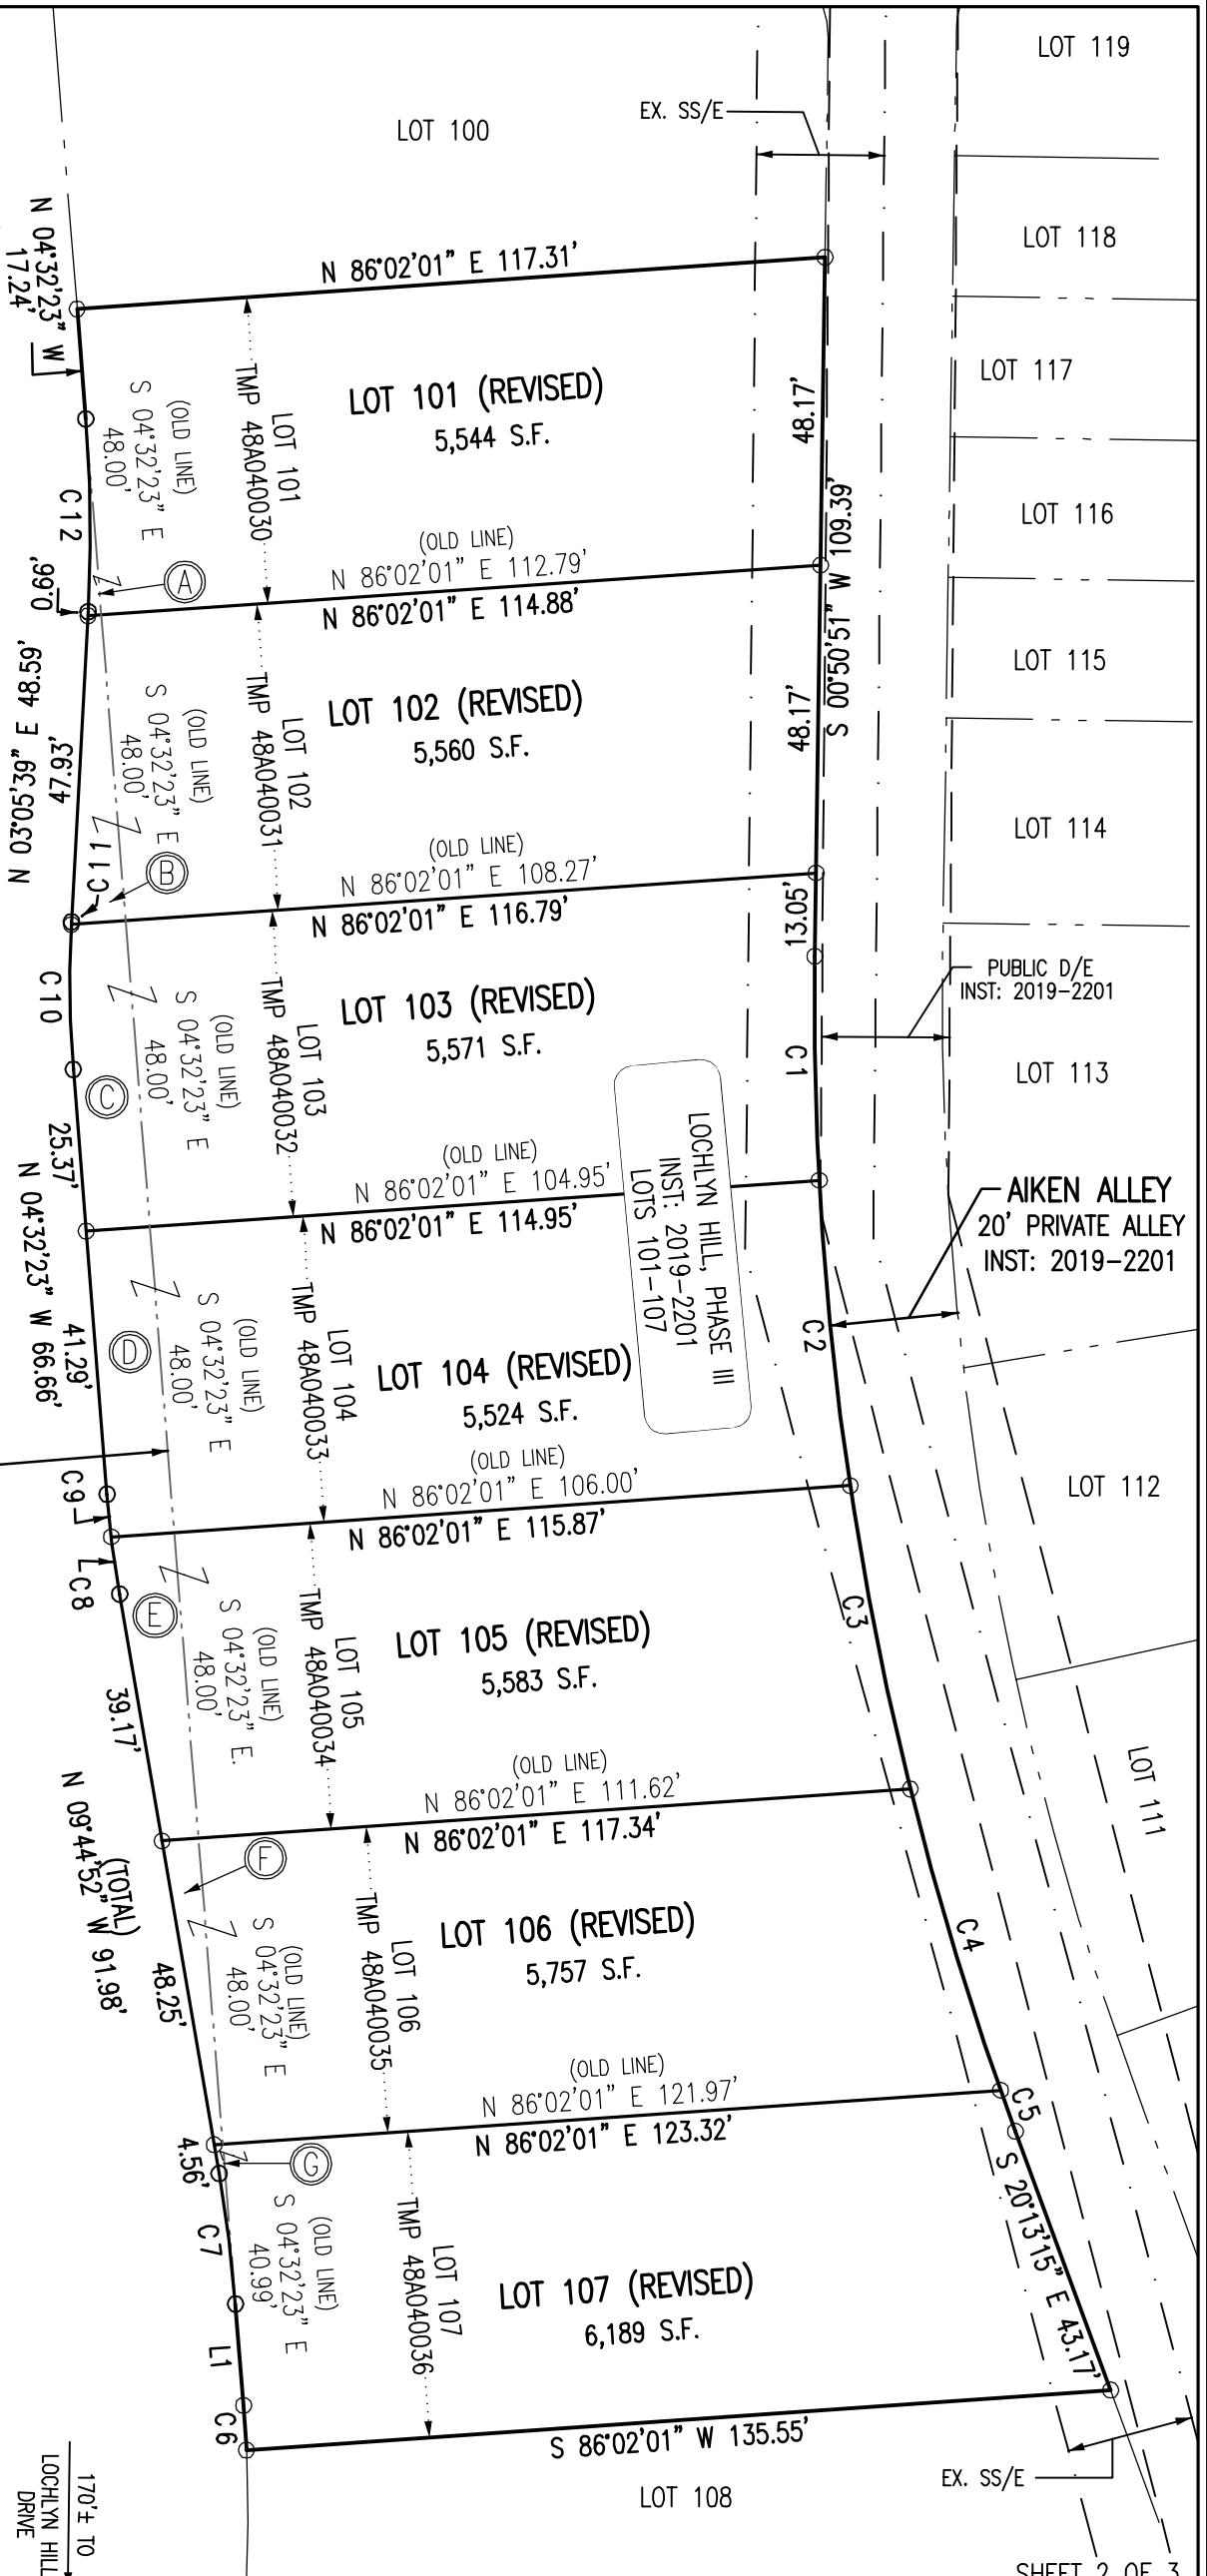 LOT 119
EX. SS/E
LOT 100
LOT 118
N 86°02'01" E 117.31'
N 04°32'23" W
17.24'
LOT 117
LOT 101 (REVISED)
5,544 S.F.
48.17'
LOT 101
TMP 48A040030
(OLD LINE)
S 04°32'23" E
48.00'
C12
LOT 116
S 00°50'51" W 109.39'
(OLD LINE)
N 86°02'01" E 112.79'
N 86°02'01" E 114.88'
A
0.66'
LOT 115
LOT 102 (REVISED)
5,560 S.F.
48.17'
LOT 102
TMP 48A040031
(OLD LINE)
S 04°32'23" E
48.00'
47.93'
N 03°05'39" E 48.59'
LOT 114
(OLD LINE)
N 86°02'01" E 108.27'
N 86°02'01" E 116.79'
B
C11
13.05'
PUBLIC D/E
INST: 2019-2201
LOT 103 (REVISED)
5,571 S.F.
LOT 103
TMP 48A040032
(OLD LINE)
S 04°32'23" E
48.00'
C10
C1
LOT 113
C
25.37'
N 04°32'23" W 66.66'
LOCHLYN HILL, PHASE III
INST: 2019-2201
LOTS 101-107
(OLD LINE)
N 86°02'01" E 104.95'
N 86°02'01" E 114.95'
AIKEN ALLEY
20' PRIVATE ALLEY
INST: 2019-2201
C2
LOT 104 (REVISED)
5,524 S.F.
LOT 104
TMP 48A040033
(OLD LINE)
S 04°32'23" E
48.00'
D
41.29'
C9
LOT 112
(OLD LINE)
N 86°02'01" E 106.00'
N 86°02'01" E 115.87'
C8
E
C3
LOT 105 (REVISED)
5,583 S.F.
LOT 105
TMP 48A040034
(OLD LINE)
S 04°32'23" E.
48.00'
39.17'
N 09°44'52" W 91.98'
(TOTAL)
LOT 111
(OLD LINE)
N 86°02'01" E 111.62'
N 86°02'01" E 117.34'
F
C4
LOT 106 (REVISED)
5,757 S.F.
LOT 106
TMP 48A040035
(OLD LINE)
S 04°32'23" E
48.00'
48.25'
(OLD LINE)
N 86°02'01" E 121.97'
N 86°02'01" E 123.32'
C5
G
4.56'
S 20°13'15" E 43.17'
LOT 107 (REVISED)
6,189 S.F.
LOT 107
TMP 48A040036
(OLD LINE)
S 04°32'23" E
40.99'
C7
L1
C6
S 86°02'01" W 135.55'
EX. SS/E
LOT 108
170'± TO
LOCHLYN HILL
DRIVE
SHEET 2 OF 3